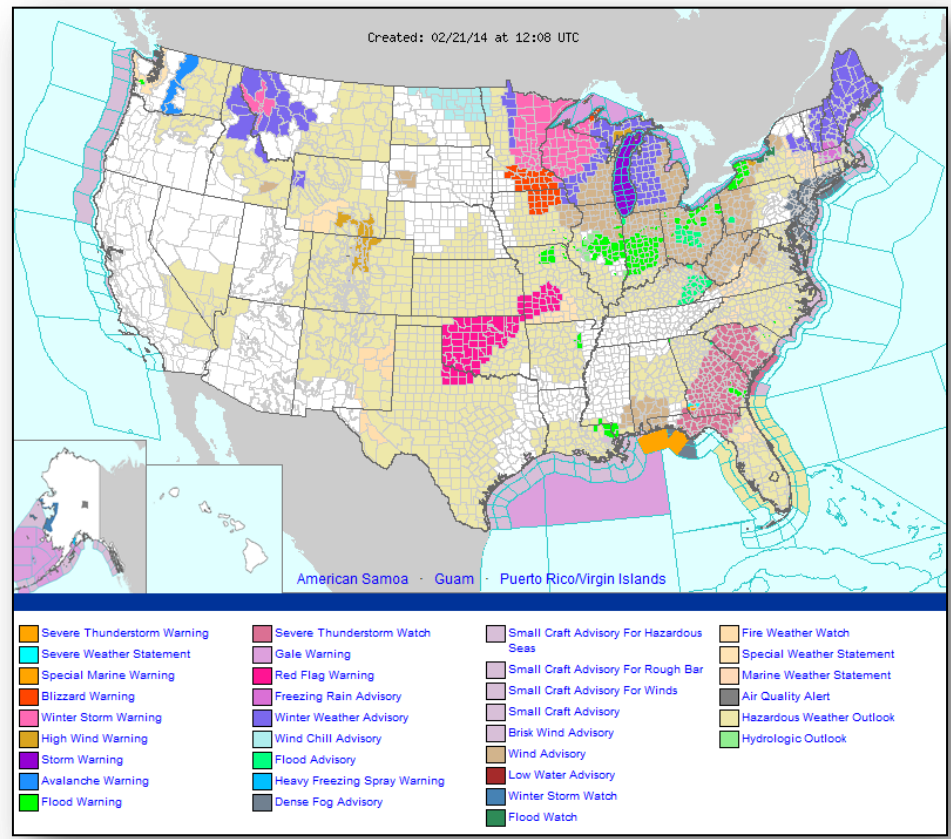 Created: 02/21/14 at 12:08 UTC
American Samoa - Guam - Puerto Rico/Virgin Islands
Severe Thunderstorm Warning
Severe Weather Statement
Special Marine Warning
Blizzard Warning
Winter Storm Warning
High Wind Warning
Storm Warning
Avalanche Warning
Flood Warning
Severe Thunderstorm Watch
Gale Warning
Red Flag Warning
Freezing Rain Advisory
Winter Weather Advisory
Wind Chill Advisory
Flood Advisory
Heavy Freezing Spray Warning
Dense Fog Advisory
Small Craft Advisory For Hazardous
Seas
Small Craft Advisory For Rough Bar
Small Craft Advisory For Winds
Small Craft Advisory
Brisk Wind Advisory
Wind Advisory
Low Water Advisory
Winter Storm Watch
Flood Watch
Fire Weather Watch
Special Weather Statement
Marine Weather Statement
Air Quality Alert
Hazardous Weather Outlook
Hydrologic Outlook